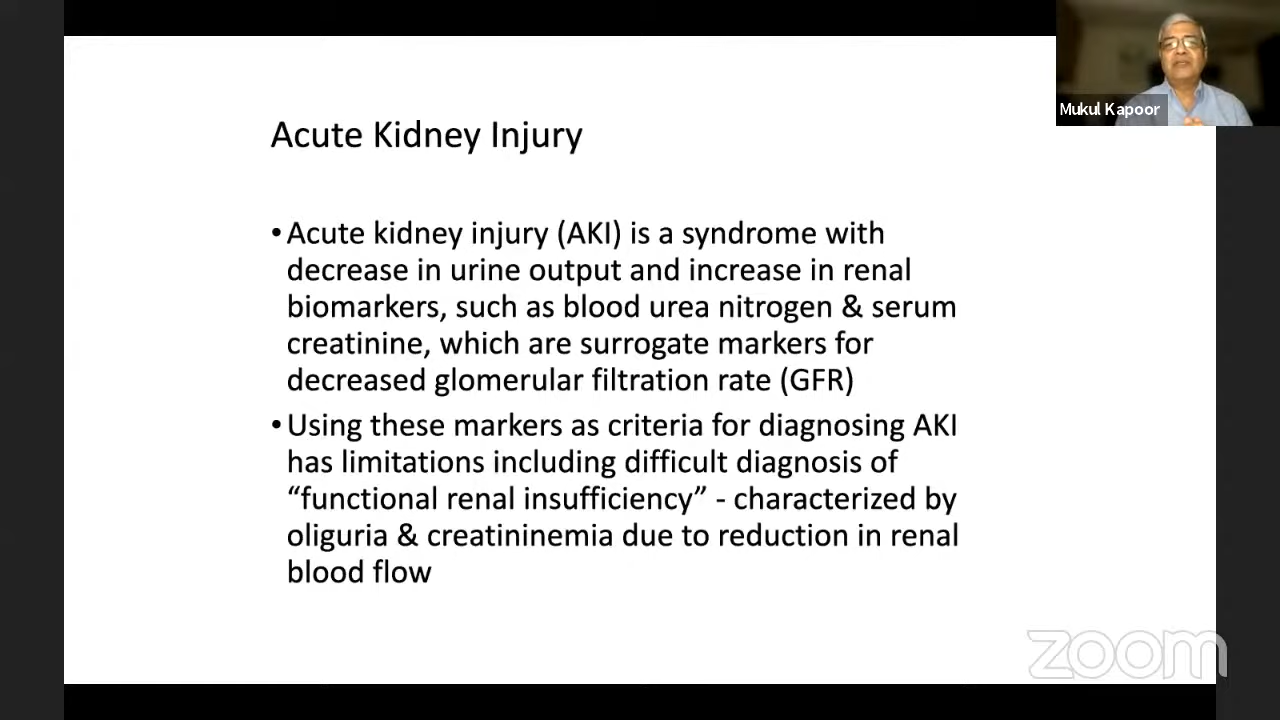 Mukul Kapoor
Acute Kidney Injury
•Acute kidney injury (AKI) is a syndrome with
decrease in urine output and increase in renal
biomarkers, such as blood urea nitrogen & serum
creatinine, which are surrogate markers for
decreased glomerular filtration rate (GFR)
•Using these markers as criteria for diagnosing AKI
has limitations including difficult diagnosis of
“functional renal insufficiency” - characterized by
oliguria & creatininemia due to reduction in renal
blood flow
zoom